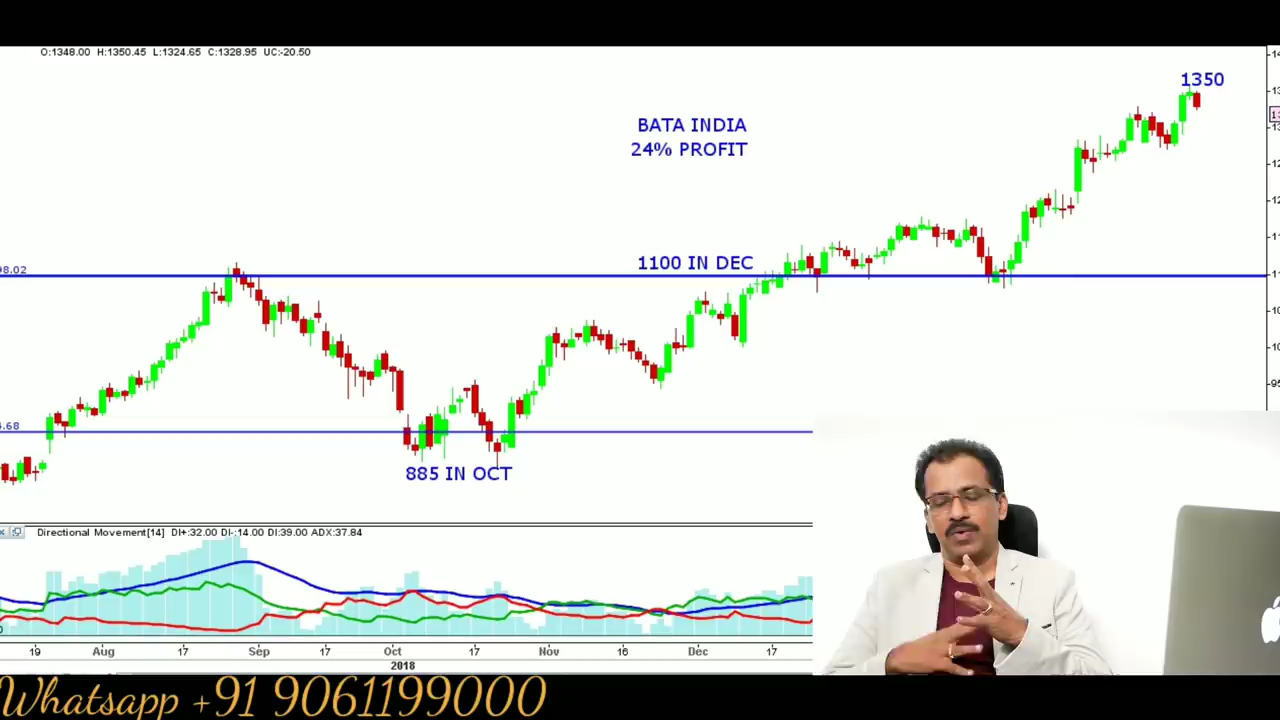 O:1348.00 H:1350.45 L:1324.65 C:1328.95 UC:-20.50
1350
BATA INDIA
24% PROFIT
1100 IN DEC
98.02
4.68
885 IN OCT
Directional Movement[14] DI+:32.00 DI-:14.00 DI:39.00 ADX:37.84
19 Aug 17 Sep 17 Oct 17 Nov 16 Dec 17
2018
Whatsapp +91 9061199000